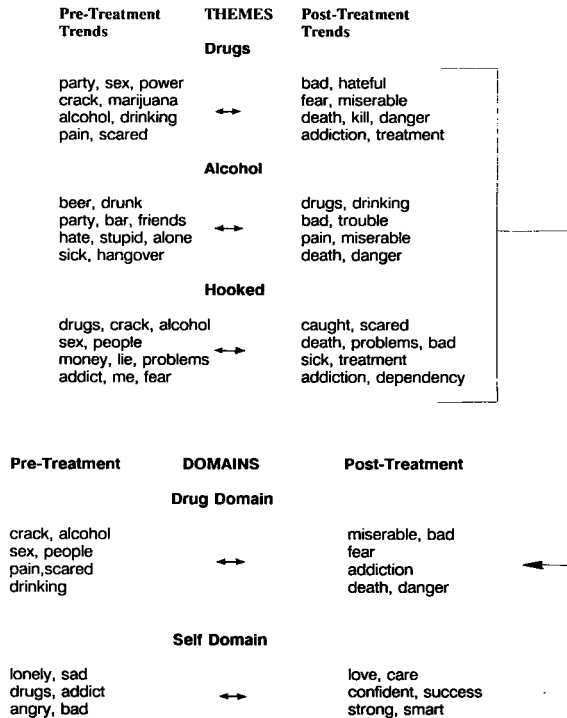 Pre-Treatment THEMES Post-Treatment
Trends Trends
Drugs
party, sex, power bad, hateful
crack, marijuana fear, miserable
alcohol, drinking death, kill, danger
pain, scared addiction, treatment
Alcohol
beer, drunk drugs, drinking
party, bar, friends bad, trouble
hate, stupid, alone pain, miserable
sick, hangover death, danger
Hooked
drugs, crack, alcohol caught, scared
sex, people death, problems, bad
money, lie, problems sick, treatment
addict, me, fear addiction, dependency
Pre-Treatment DOMAINS Post-Treatment
Drug Domain
crack, alcohol miserable, bad
sex, people fear
pain,scared addiction
drinking death, danger
Self Domain
lonely, sad love, care
drugs, addict confident, success
angry, bad strong, smart